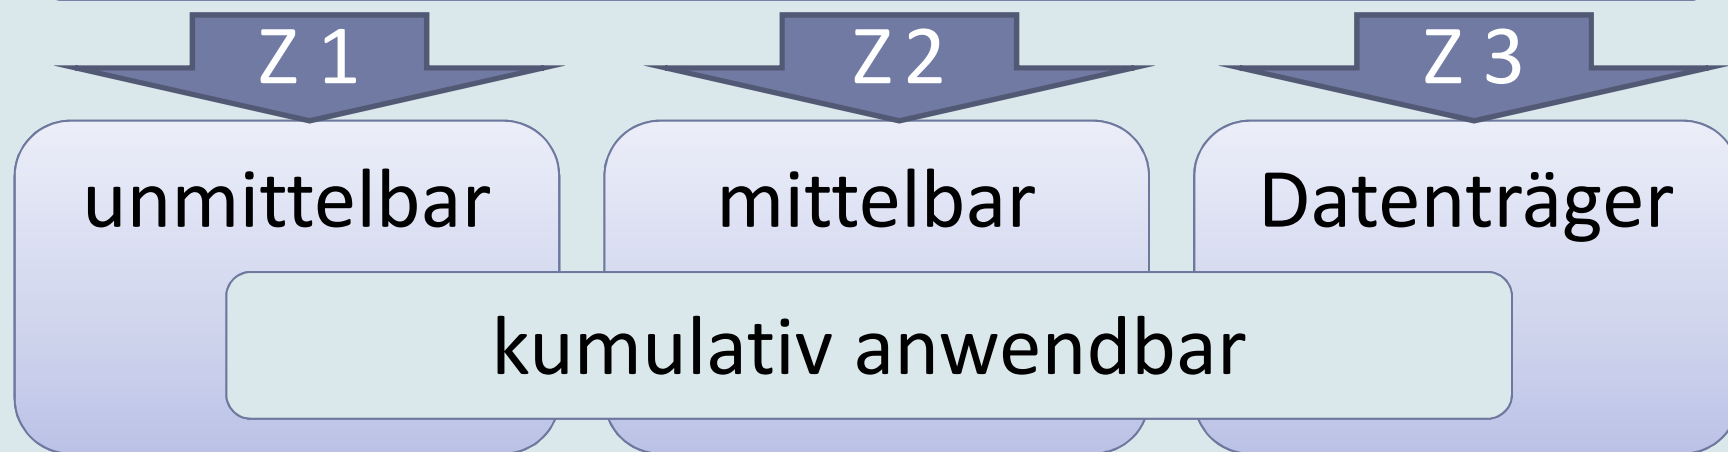 Z 1 Z 2 Z 3
unmittelbar mittelbar Datenträger
kumulativ anwendbar